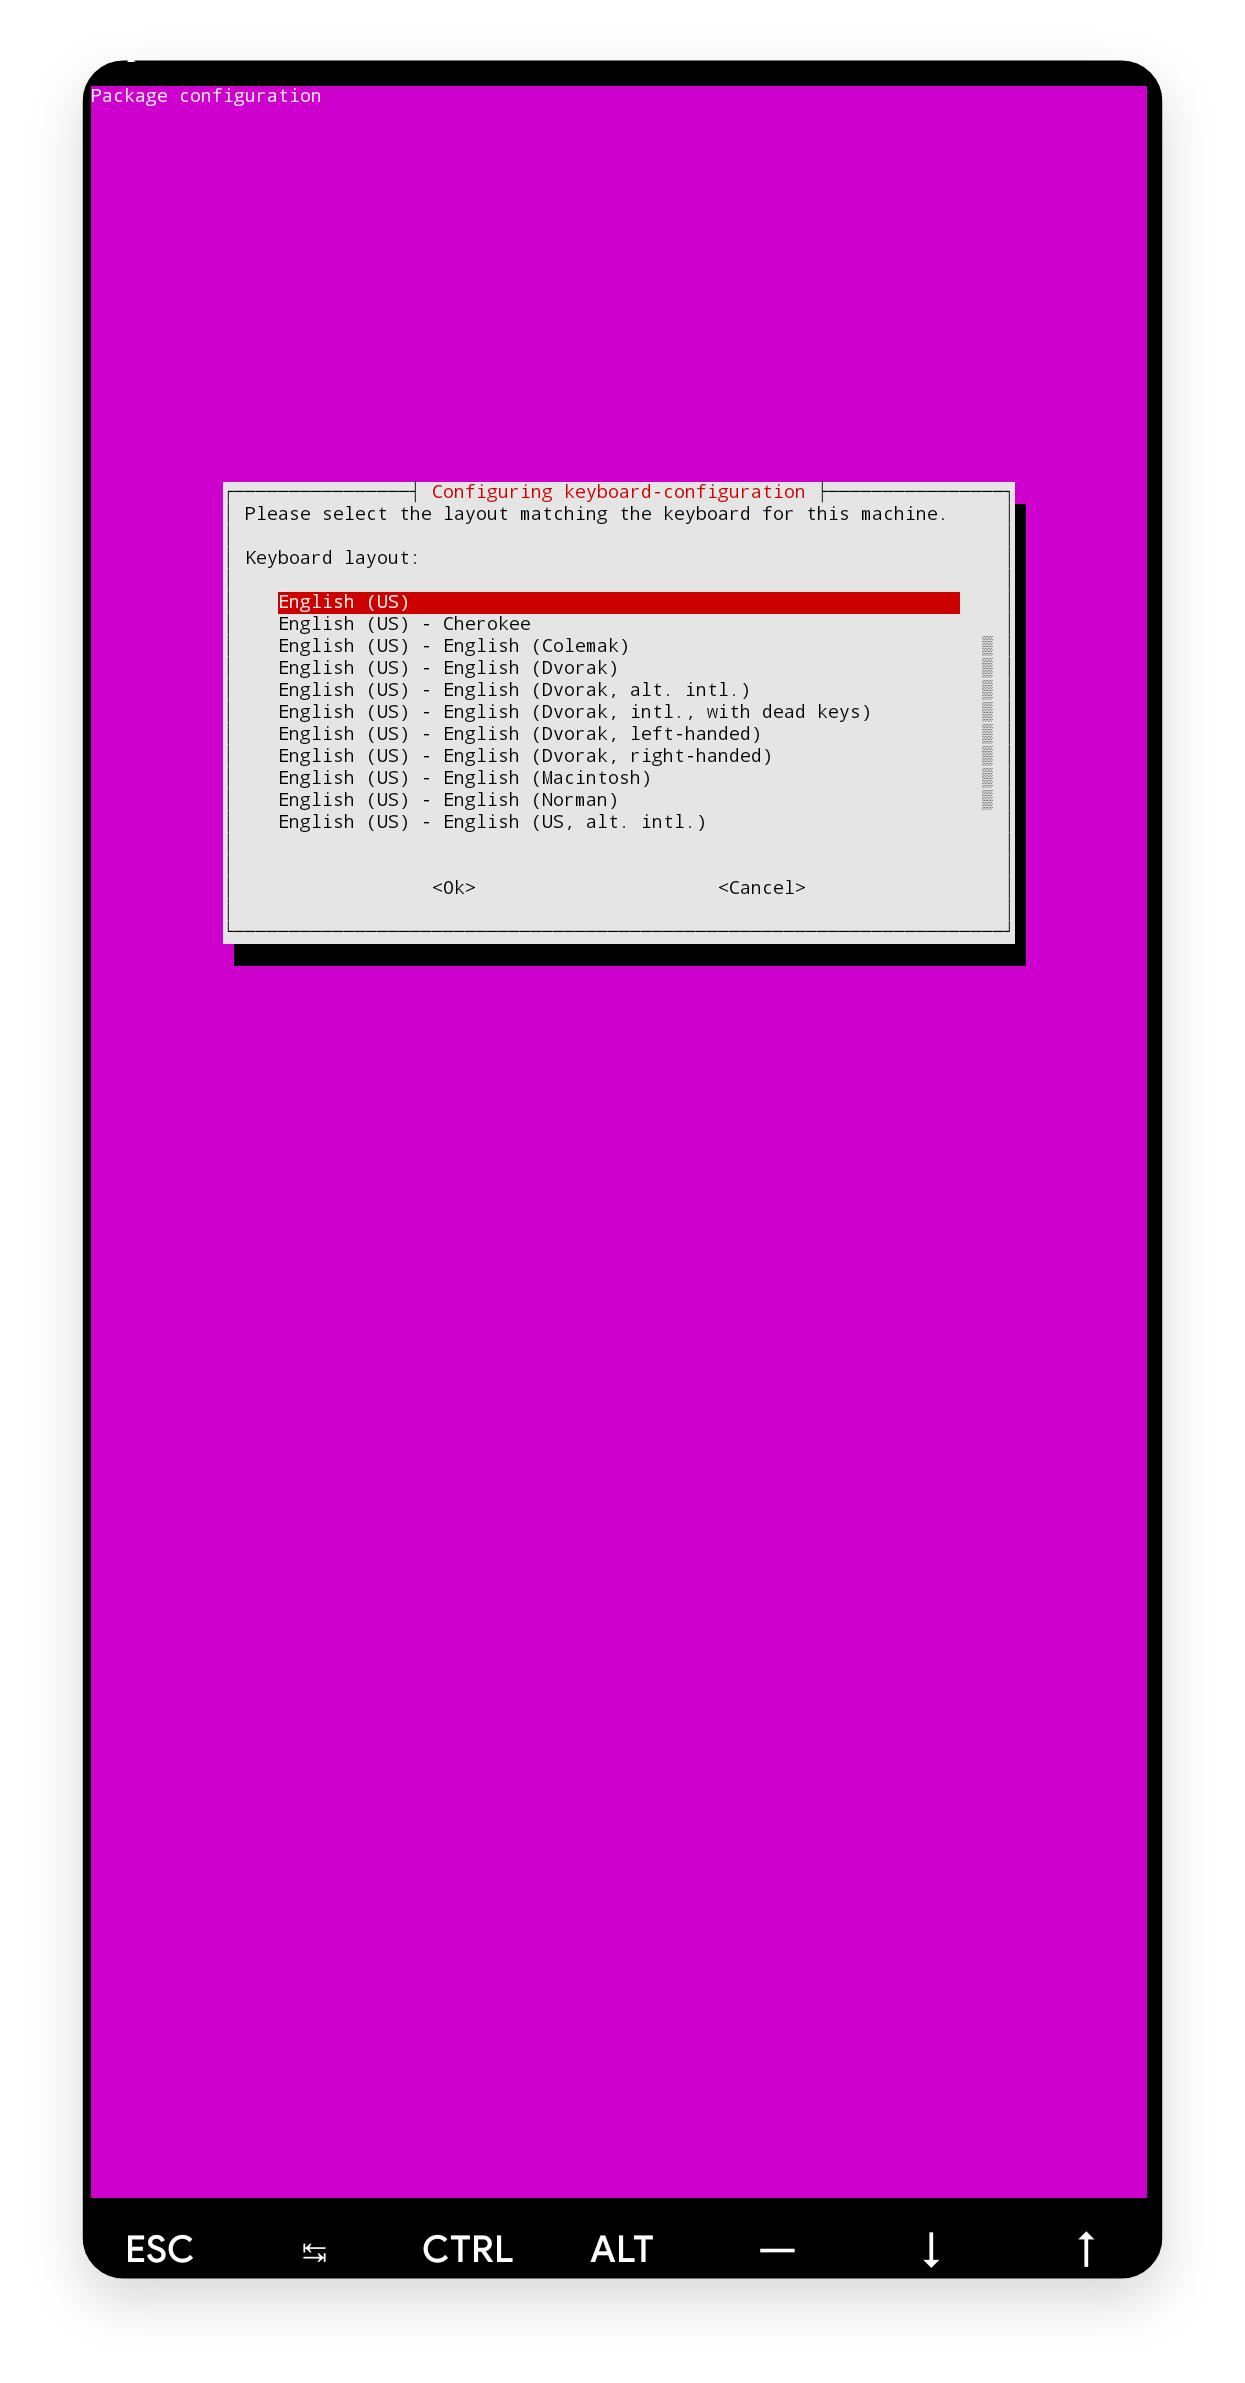 Package configuration
Configuring keyboard-configuration
Please select the layout matching the keyboard for this machine.
Keyboard layout:
English (US)
English (US) - Cherokee
English (US) - English (Colemak)
English (US) - English (Dvorak)
English (US) - English (Dvorak, alt. intl.)
English (US) - English (Dvorak, intl., with dead keys)
English (US) - English (Dvorak, left-handed)
English (US) - English (Dvorak, right-handed)
English (US) - English (Macintosh)
English (US) - English (Norman)
English (US) - English (US, alt. intl.)
<Ok> <Cancel>
ESC ↹ CTRL ALT — ↓ ↑